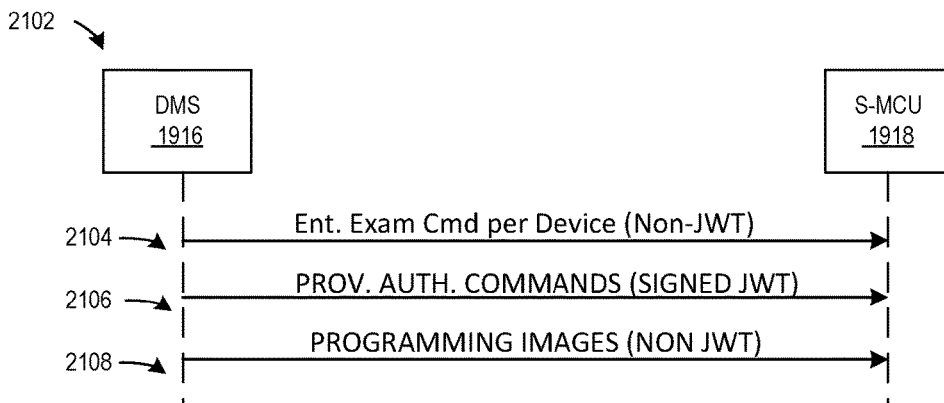 2102
DMS
1916
S-MCU
1918
Ent. Exam Cmd per Device (Non-JWT)
2104
PROV. AUTH. COMMANDS (SIGNED JWT)
2106
PROGRAMMING IMAGES (NON JWT)
2108